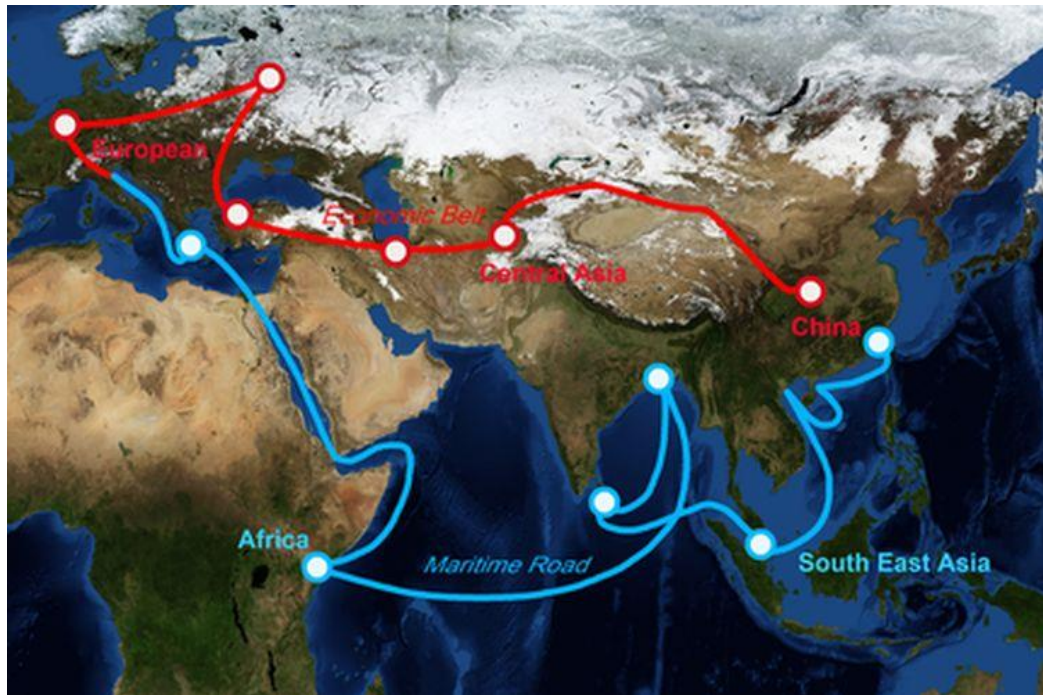 European
Economic Belt
Central Asia
China
Africa
Maritime Road
South East Asia